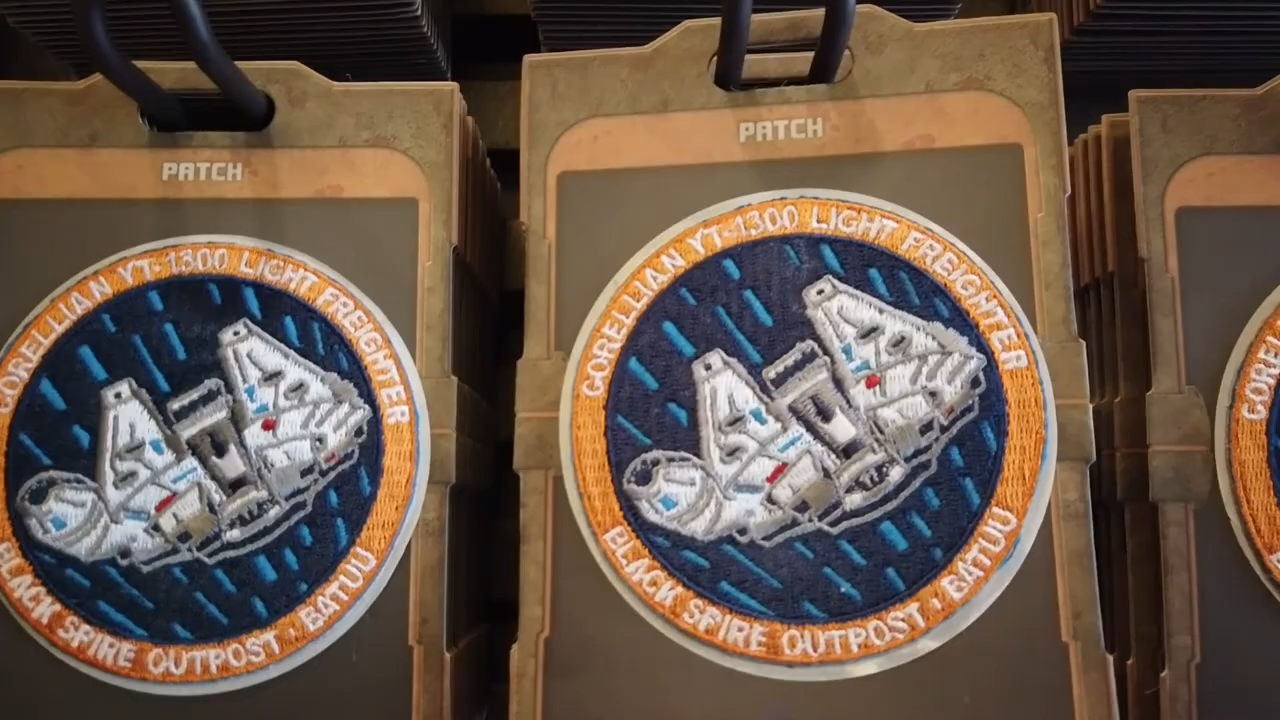 PATCH
CORELLIAN YT-1300 LIGHT FREIGHTER
BLACK SPIRE OUTPOST · BATUU
PATCH
CORELLIAN YT-1300 LIGHT FREIGHTER
BLACK SPIRE OUTPOST · BATUU